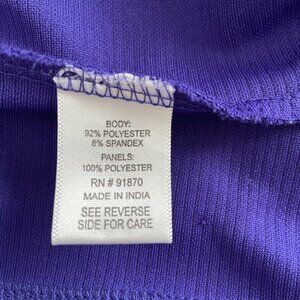 BODY:
92% POLYESTER
8% SPANDEX
PANELS:
100% POLYESTER
RN # 91870
MADE IN INDIA
SEE REVERSE
SIDE FOR CARE